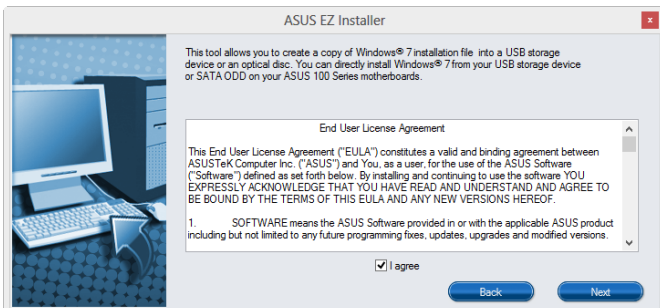 ASUS EZ Installer
x
This tool allows you to create a copy of Windows® 7 installation file into a USB storage
device or an optical disc. You can directly install Windows® 7 from your USB storage device
or SATA ODD on your ASUS 100 Series motherboards.
End User License Agreement
This End User License Agreement ("EULA") constitutes a valid and binding agreement between
ASUSTeK Computer Inc. ("ASUS") and You, as a user, for the use of the ASUS Software
("Software") defined as set forth below. By installing and continuing to use the software YOU
EXPRESSLY ACKNOWLEDGE THAT YOU HAVE READ AND UNDERSTAND AND AGREE TO
BE BOUND BY THE TERMS OF THIS EULA AND ANY NEW VERSIONS HEREOF.
1. SOFTWARE means the ASUS Software provided in or with the applicable ASUS product
including but not limited to any future programming fixes, updates, upgrades and modified versions.
I agree
Back Next